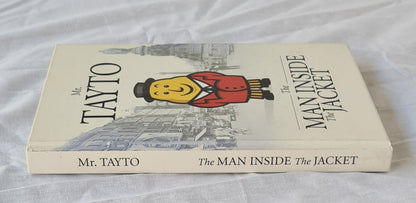 Mr.
TAYTO
The
MAN INSIDE
The
JACKET
Mr. TAYTO The MAN INSIDE The JACKET